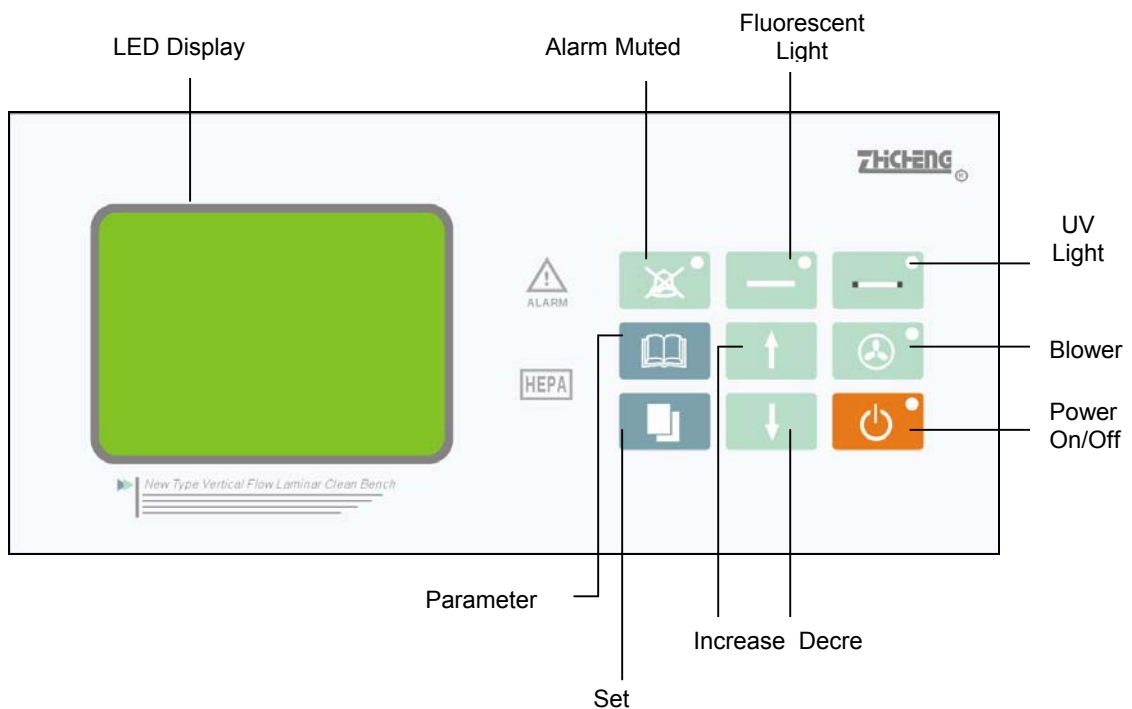 LED Display
Alarm Muted
Fluorescent
Light
ZHICHENG ®
UV
Light
ALARM
Blower
HEPA
Power
On/Off
New Type Vertical Flow Laminar Clean Bench
Parameter
Increase Decre
Set